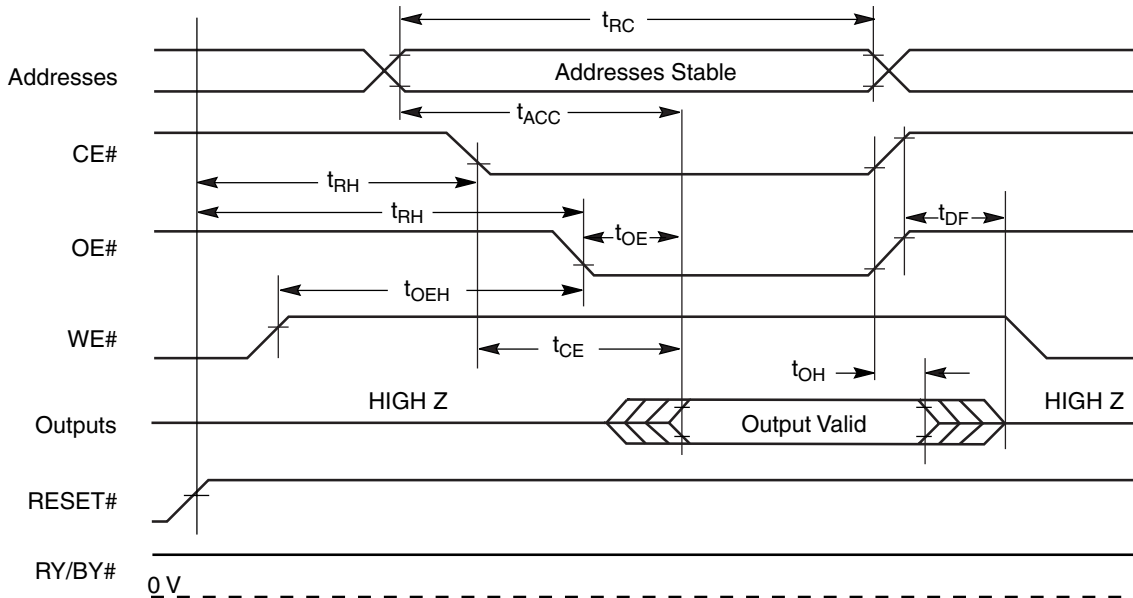 tRC
Addresses
Addresses Stable
tACC
CE#
tRH
tRH
tDF
OE#
tOE
tOEH
WE#
tCE
tOH
HIGH Z
HIGH Z
Outputs
Output Valid
RESET#
RY/BY#
0 V